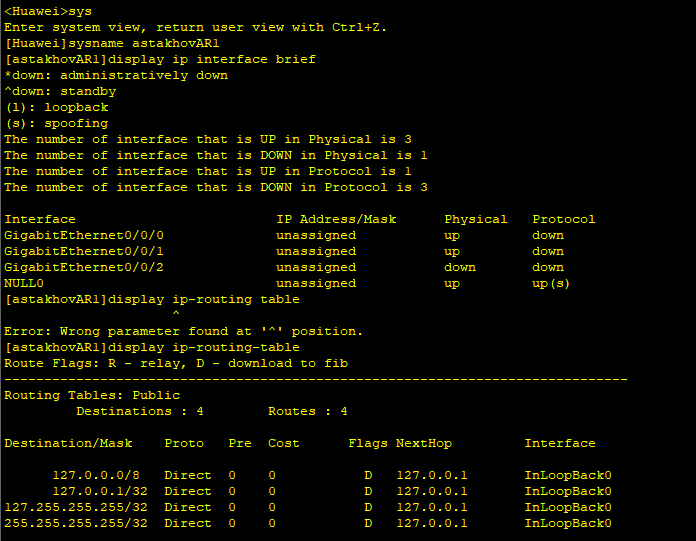 <Huawei>sys
Enter system view, return user view with Ctrl+Z.
[Huawei]sysname astakhovAR1
[astakhovAR1]display ip interface brief
*down: administratively down
^down: standby
(l): loopback
(s): spoofing
The number of interface that is UP in Physical is 3
The number of interface that is DOWN in Physical is 1
The number of interface that is UP in Protocol is 1
The number of interface that is DOWN in Protocol is 3

Interface                         IP Address/Mask      Physical   Protocol
GigabitEthernet0/0/0              unassigned           up         down
GigabitEthernet0/0/1              unassigned           up         down
GigabitEthernet0/0/2              unassigned           down       down
NULL0                             unassigned           up         up(s)
[astakhovAR1]display ip-routing table
                     ^
Error: Wrong parameter found at '^' position.
[astakhovAR1]display ip-routing-table
Route Flags: R - relay, D - download to fib
------------------------------------------------------------------------------
Routing Tables: Public
         Destinations : 4        Routes : 4

Destination/Mask    Proto   Pre  Cost      Flags NextHop         Interface

      127.0.0.0/8   Direct  0    0           D   127.0.0.1       InLoopBack0
      127.0.0.1/32  Direct  0    0           D   127.0.0.1       InLoopBack0
127.255.255.255/32  Direct  0    0           D   127.0.0.1       InLoopBack0
255.255.255.255/32  Direct  0    0           D   127.0.0.1       InLoopBack0